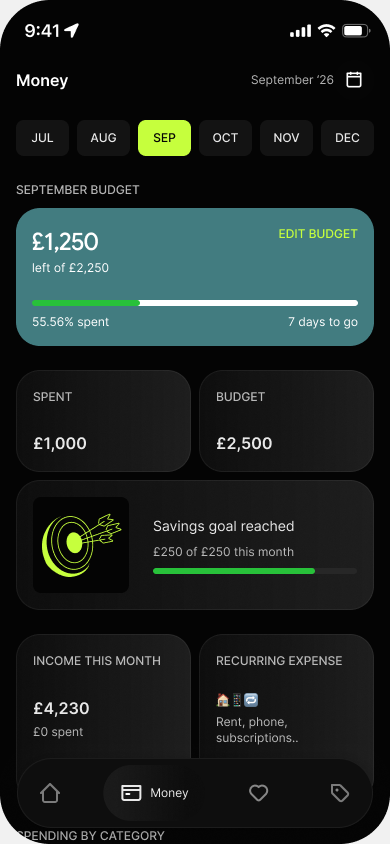 9:41
Money
September ‘26
JUL AUG SEP OCT NOV DEC
SEPTEMBER BUDGET
£1,250
EDIT BUDGET
left of £2,250
55.56% spent
7 days to go
SPENT
£1,000
BUDGET
£2,500
Savings goal reached
£250 of £250 this month
INCOME THIS MONTH
£4,230
£0 spent
RECURRING EXPENSE
Rent, phone,
subscriptions..
Money
SPENDING BY CATEGORY